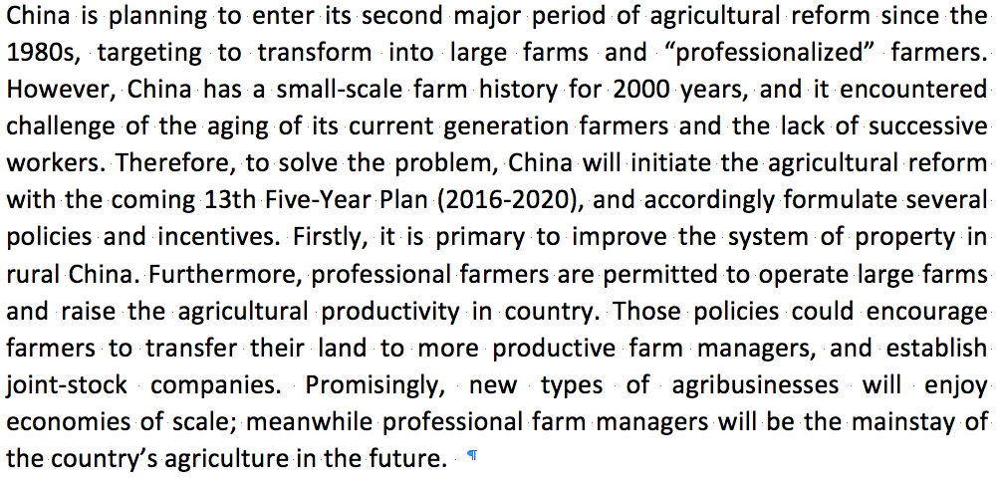 China is planning to enter its second major period of agricultural reform since the
1980s, targeting to transform into large farms and “professionalized” farmers.
However, China has a small-scale farm history for 2000 years, and it encountered
challenge of the aging of its current generation farmers and the lack of successive
workers. Therefore, to solve the problem, China will initiate the agricultural reform
with the coming 13th Five-Year Plan (2016-2020), and accordingly formulate several
policies and incentives. Firstly, it is primary to improve the system of property in
rural China. Furthermore, professional farmers are permitted to operate large farms
and raise the agricultural productivity in country. Those policies could encourage
farmers to transfer their land to more productive farm managers, and establish
joint-stock companies. Promisingly, new types of agribusinesses will enjoy
economies of scale; meanwhile professional farm managers will be the mainstay of
the country’s agriculture in the future. ¶